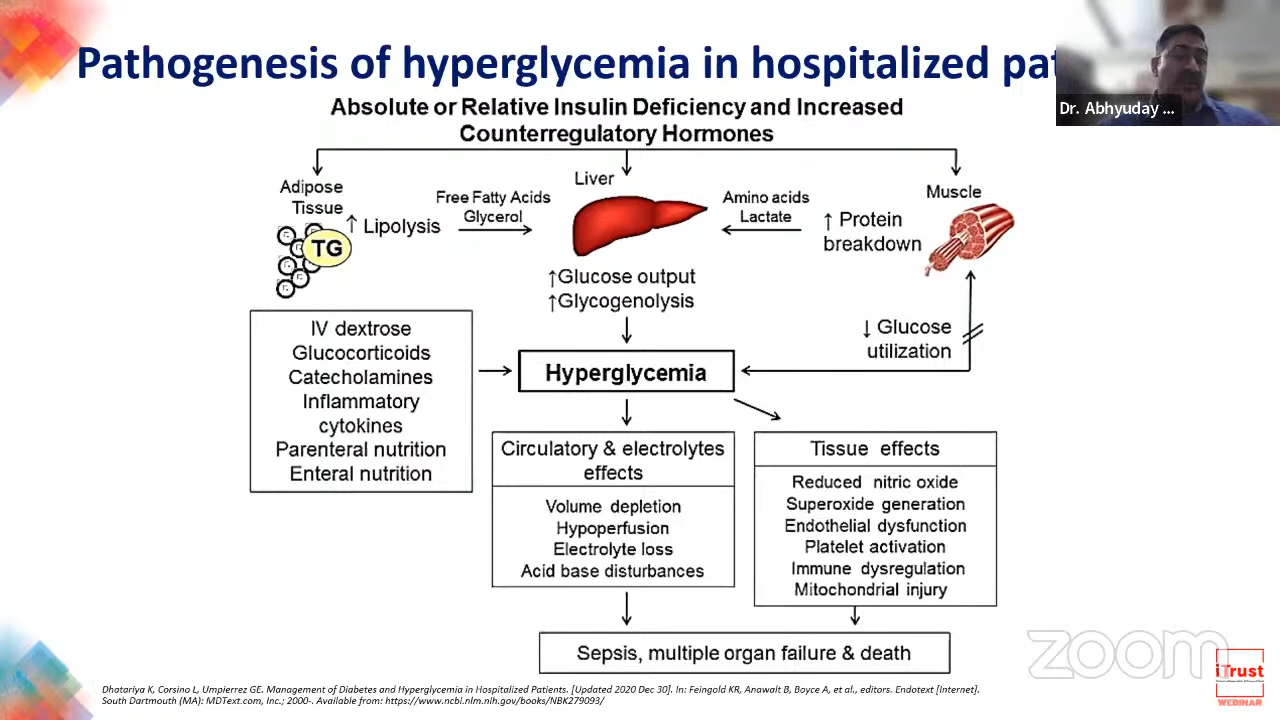 Pathogenesis of hyperglycemia in hospitalized pat
Dr. Abhyuday ...
Absolute or Relative Insulin Deficiency and Increased
Counterregulatory Hormones
Adipose
Tissue
TG
↑ Lipolysis
Free Fatty Acids
Glycerol
Liver
Amino acids
Lactate
↑ Protein
breakdown
Muscle
↑Glucose output
↑Glycogenolysis
↓ Glucose
utilization
IV dextrose
Glucocorticoids
Catecholamines
Inflammatory
cytokines
Parenteral nutrition
Enteral nutrition
Hyperglycemia
Circulatory & electrolytes
effects
Volume depletion
Hypoperfusion
Electrolyte loss
Acid base disturbances
Tissue effects
Reduced nitric oxide
Superoxide generation
Endothelial dysfunction
Platelet activation
Immune dysregulation
Mitochondrial injury
Sepsis, multiple organ failure & death
zoom
iTrust
WEBINAR
Dhatariya K, Corsino L, Umpierrez GE. Management of Diabetes and Hyperglycemia in Hospitalized Patients. [Updated 2020 Dec 30]. In: Feingold KR, Anawalt B, Boyce A, et al., editors. Endotext [Internet].
South Dartmouth (MA): MDText.com, Inc.; 2000-. Available from: https://www.ncbi.nlm.nih.gov/books/NBK279093/